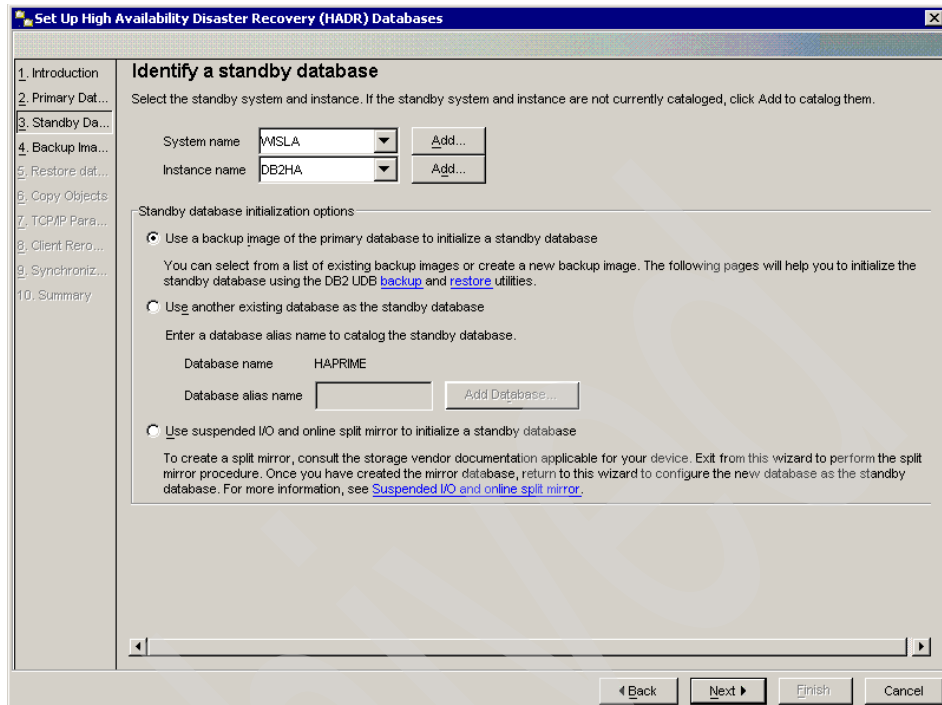 Set Up High Availability Disaster Recovery (HADR) Databases
1. Introduction
2. Primary Dat...
3. Standby Da...
4. Backup Ima...
5. Restore dat...
6. Copy Objects
7. TCP/IP Para...
8. Client Rero...
9. Synchroniz...
10. Summary
Identify a standby database
Select the standby system and instance. If the standby system and instance are not currently cataloged, click Add to catalog them.
System name WISLA Add...
Instance name DB2HA Add...
Standby database initialization options
Use a backup image of the primary database to initialize a standby database
You can select from a list of existing backup images or create a new backup image. The following pages will help you to initialize the
standby database using the DB2 UDB backup and restore utilities.
Use another existing database as the standby database
Enter a database alias name to catalog the standby database.
Database name HAPRIME
Database alias name Add Database...
Use suspended I/O and online split mirror to initialize a standby database
To create a split mirror, consult the storage vendor documentation applicable for your device. Exit from this wizard to perform the split
mirror procedure. Once you have created the mirror database, return to this wizard to configure the new database as the standby
database. For more information, see Suspended I/O and online split mirror.
Back Next Finish Cancel